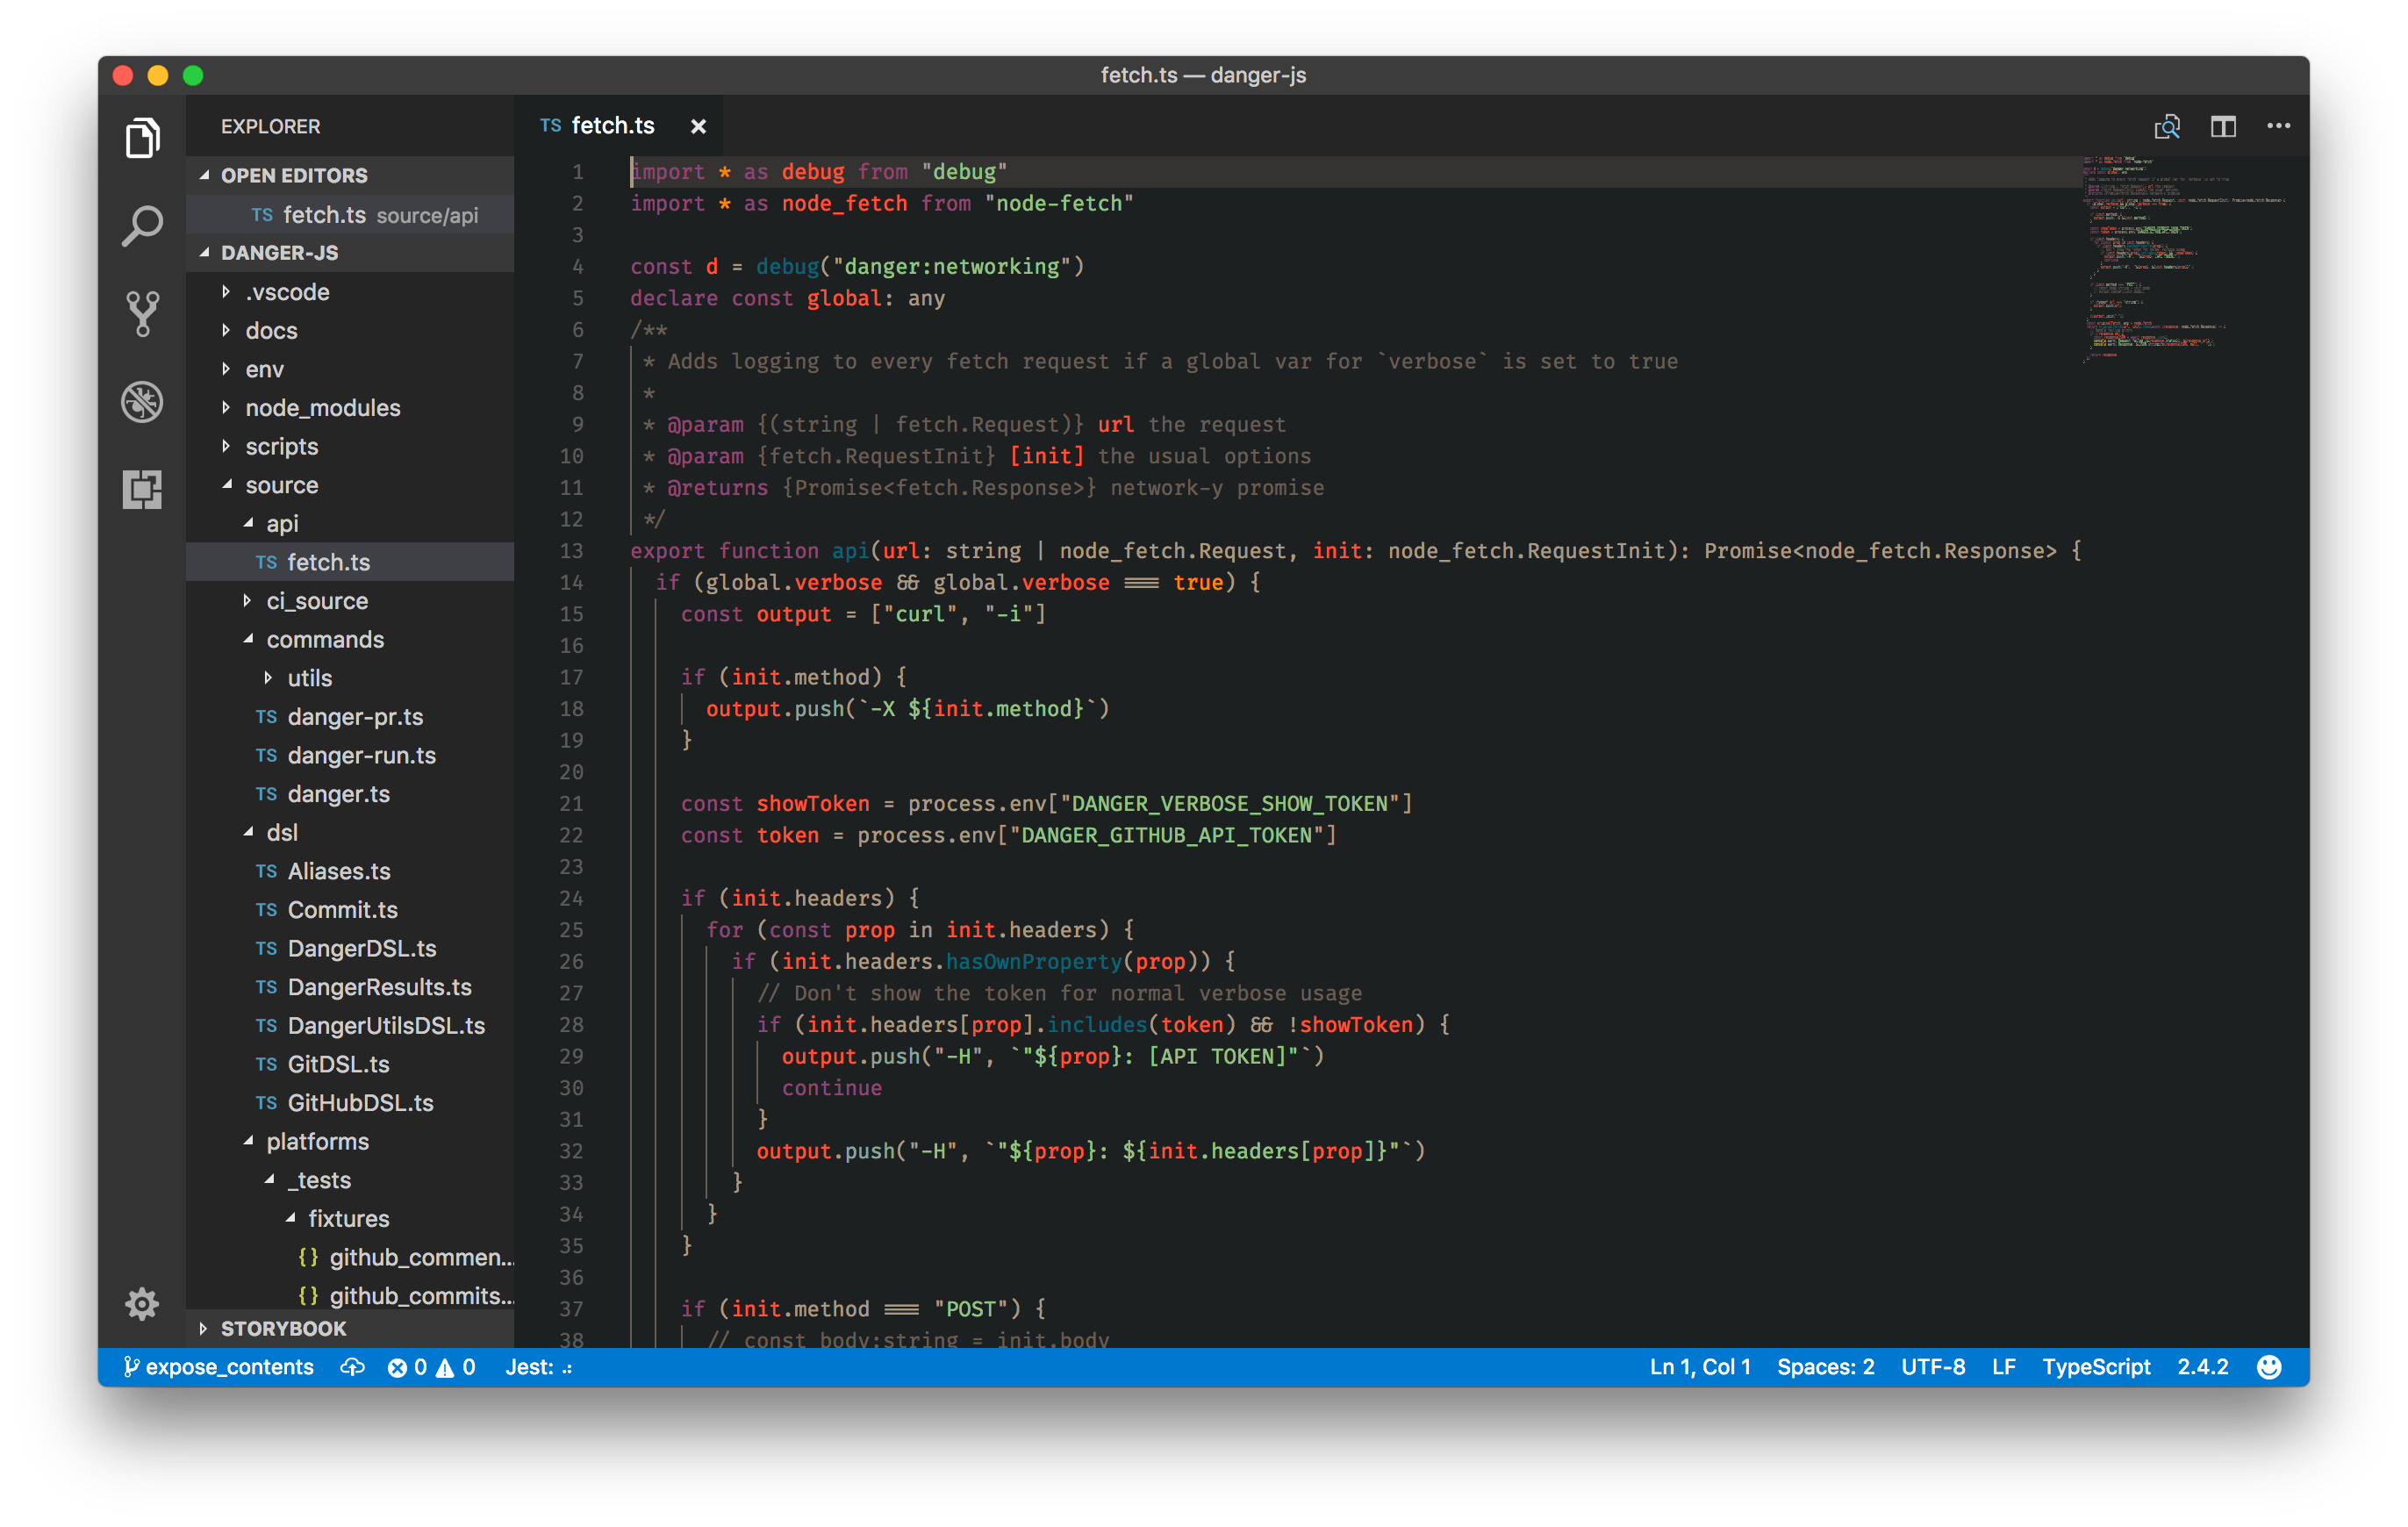 fetch.ts — danger-js
EXPLORER
OPEN EDITORS
TS fetch.ts source/api
DANGER-JS
.vscode
docs
env
node_modules
scripts
source
api
TS fetch.ts
ci_source
commands
utils
TS danger-pr.ts
TS danger-run.ts
TS danger.ts
dsl
TS Aliases.ts
TS Commit.ts
TS DangerDSL.ts
TS DangerResults.ts
TS DangerUtilsDSL.ts
TS GitDSL.ts
TS GitHubDSL.ts
platforms
_tests
fixtures
{} github_commen...
{} github_commits...
STORYBOOK
TS fetch.ts ×
1 import * as debug from "debug"
2 import * as node_fetch from "node-fetch"
3
4 const d = debug("danger:networking")
5 declare const global: any
6 /**
7 * Adds logging to every fetch request if a global var for `verbose` is set to true
8 *
9 * @param {(string | fetch.Request)} url the request
10 * @param {fetch.RequestInit} [init] the usual options
11 * @returns {Promise<fetch.Response>} network-y promise
12 */
13 export function api(url: string | node_fetch.Request, init: node_fetch.RequestInit): Promise<node_fetch.Response> {
14 if (global.verbose && global.verbose === true) {
15 const output = ["curl", "-i"]
16
17 if (init.method) {
18 output.push(`-X ${init.method}`)
19 }
20
21 const showToken = process.env["DANGER_VERBOSE_SHOW_TOKEN"]
22 const token = process.env["DANGER_GITHUB_API_TOKEN"]
23
24 if (init.headers) {
25 for (const prop in init.headers) {
26 if (init.headers.hasOwnProperty(prop)) {
27 // Don't show the token for normal verbose usage
28 if (init.headers[prop].includes(token) && !showToken) {
29 output.push("-H", `"${prop}: [API TOKEN]"`)
30 continue
31 }
32 output.push("-H", `"${prop}: ${init.headers[prop]}"`)
33 }
34 }
35 }
36
37 if (init.method === "POST") {
38 // const body:string = init.body
expose_contents 0 0 Jest: .:
Ln 1, Col 1 Spaces: 2 UTF-8 LF TypeScript 2.4.2